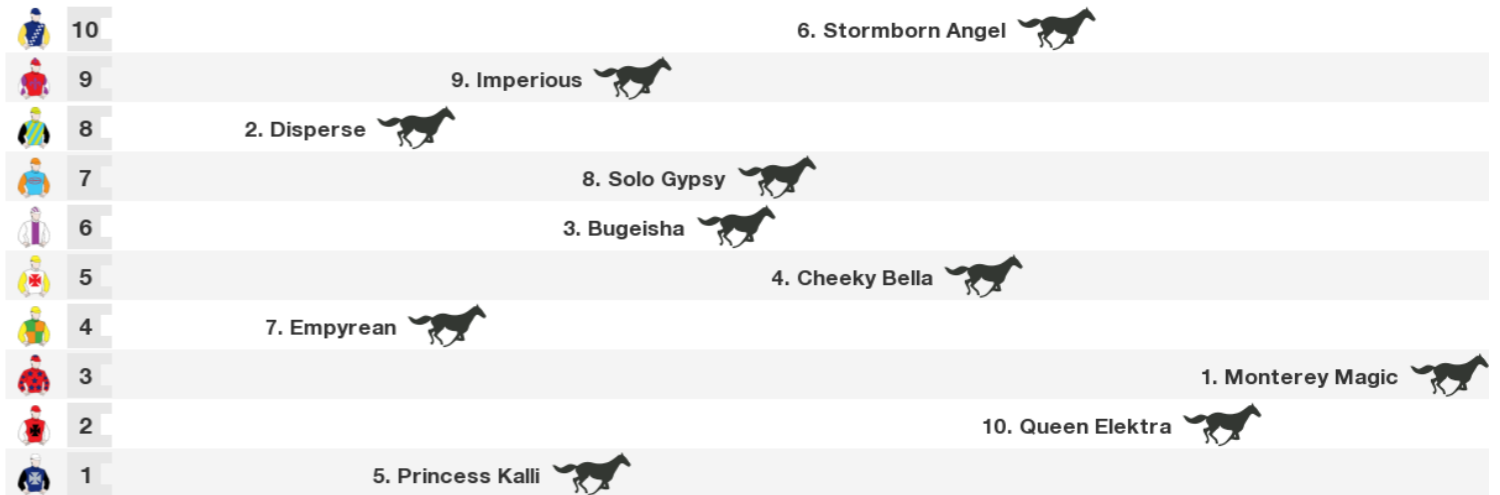 10 6. Stormborn Angel
9 9. Imperious
8 2. Disperse
7 8. Solo Gypsy
6 3. Bugeisha
5 4. Cheeky Bella
4 7. Empyrean
3 1. Monterey Magic
2 10. Queen Elektra
1 5. Princess Kalli